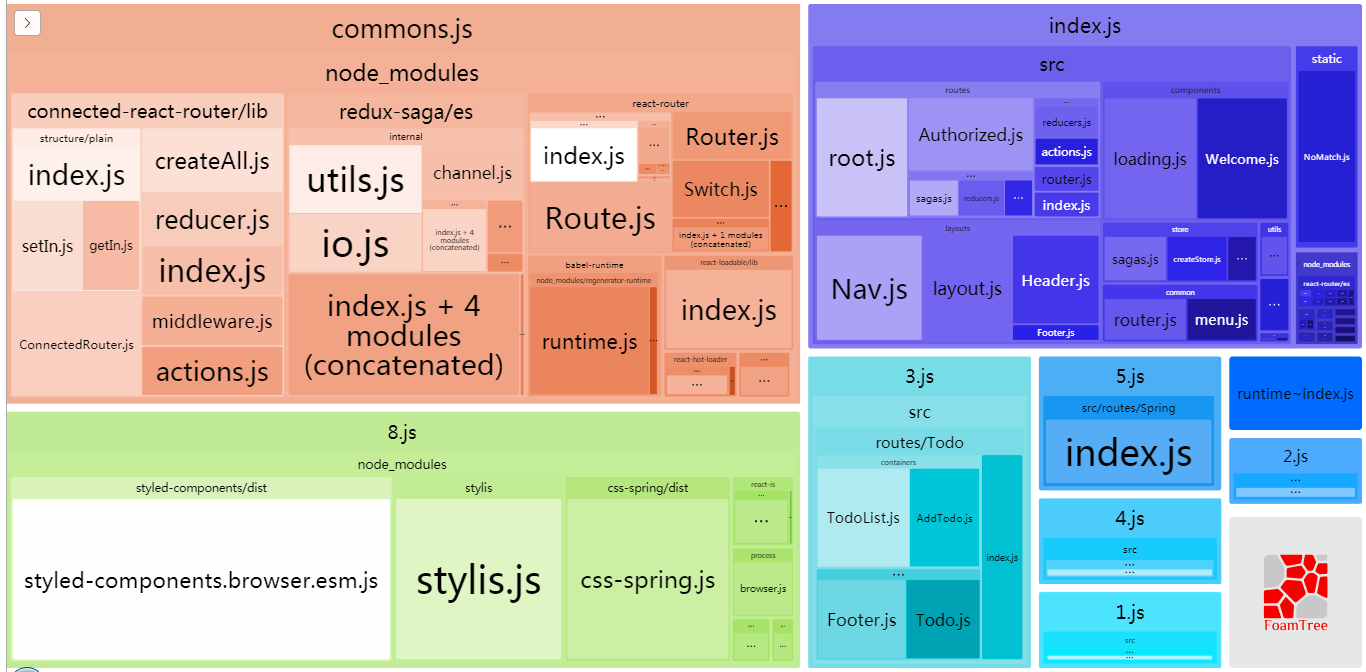 commons.js
node_modules
connected-react-router/lib
structure/plain
index.js
setIn.js
getIn.js
ConnectedRouter.js
createAll.js
reducer.js
index.js
middleware.js
actions.js
redux-saga/es
internal
utils.js
io.js
channel.js
...
index.js + 4
modules
(concatenated)
...
...
index.js + 4
modules
(concatenated)
...
react-router
...
...
index.js
...
...
Route.js
Router.js
Switch.js
...
index.js + 1 modules
(concatenated)
...
babel-runtime
node_modules/regenerator-runtime
runtime.js
...
react-loadable/lib
index.js
react-hot-loader
...
...
...
...
8.js
node_modules
styled-components/dist
styled-components.browser.esm.js
stylis
stylis.js
css-spring/dist
css-spring.js
react-is
...
...
process
browser.js
...
...
...
...
index.js
src
routes
root.js
Authorized.js
...
sagas.js
reducers.js
...
...
reducers.js
actions.js
router.js
index.js
components
loading.js
Welcome.js
layouts
Nav.js
layout.js
Header.js
Footer.js
store
sagas.js
createStore.js
...
common
router.js
menu.js
utils
...
...
static
NoMatch.js
node_modules
react-router/es
3.js
src
routes/Todo
containers
TodoList.js
AddTodo.js
...
Footer.js
Todo.js
index.js
5.js
src/routes/Spring
index.js
4.js
src
...
...
1.js
src
...
...
runtime~index.js
2.js
...
...
FoamTree